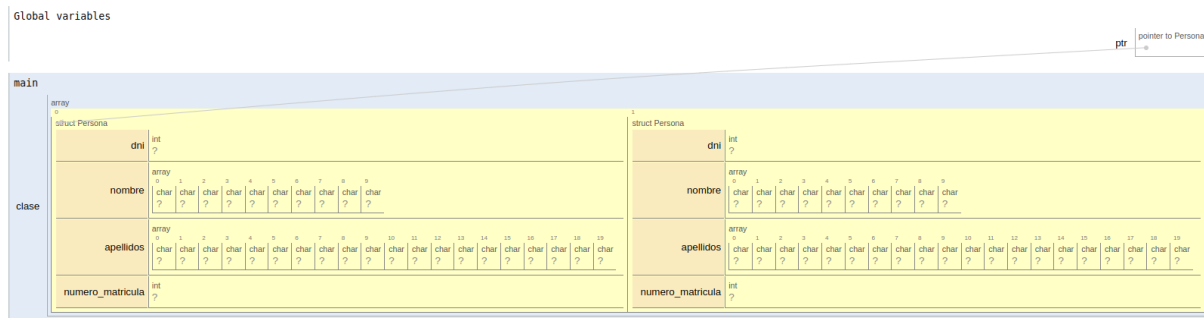 Global variables
ptr
pointer to Persona
main
array
0 1
struct Persona struct Persona
dni int dni int
? ?
array array
0 1 2 3 4 5 6 7 8 9 0 1 2 3 4 5 6 7 8 9
nombre char char char char char char char char char char nombre char char char char char char char char char char
? ? ? ? ? ? ? ? ? ? ? ? ? ? ? ? ? ? ? ?
clase
array array
0 1 2 3 4 5 6 7 8 9 10 11 12 13 14 15 16 17 18 19 0 1 2 3 4 5 6 7 8 9 10 11 12 13 14 15 16 17 18 19
apellidos char char char char char char char char char char char char char char char char char char char char apellidos char char char char char char char char char char char char char char char char char char char char
? ? ? ? ? ? ? ? ? ? ? ? ? ? ? ? ? ? ? ? ? ? ? ? ? ? ? ? ? ? ? ? ? ? ? ? ? ? ? ?
numero_matricula int numero_matricula int
? ?